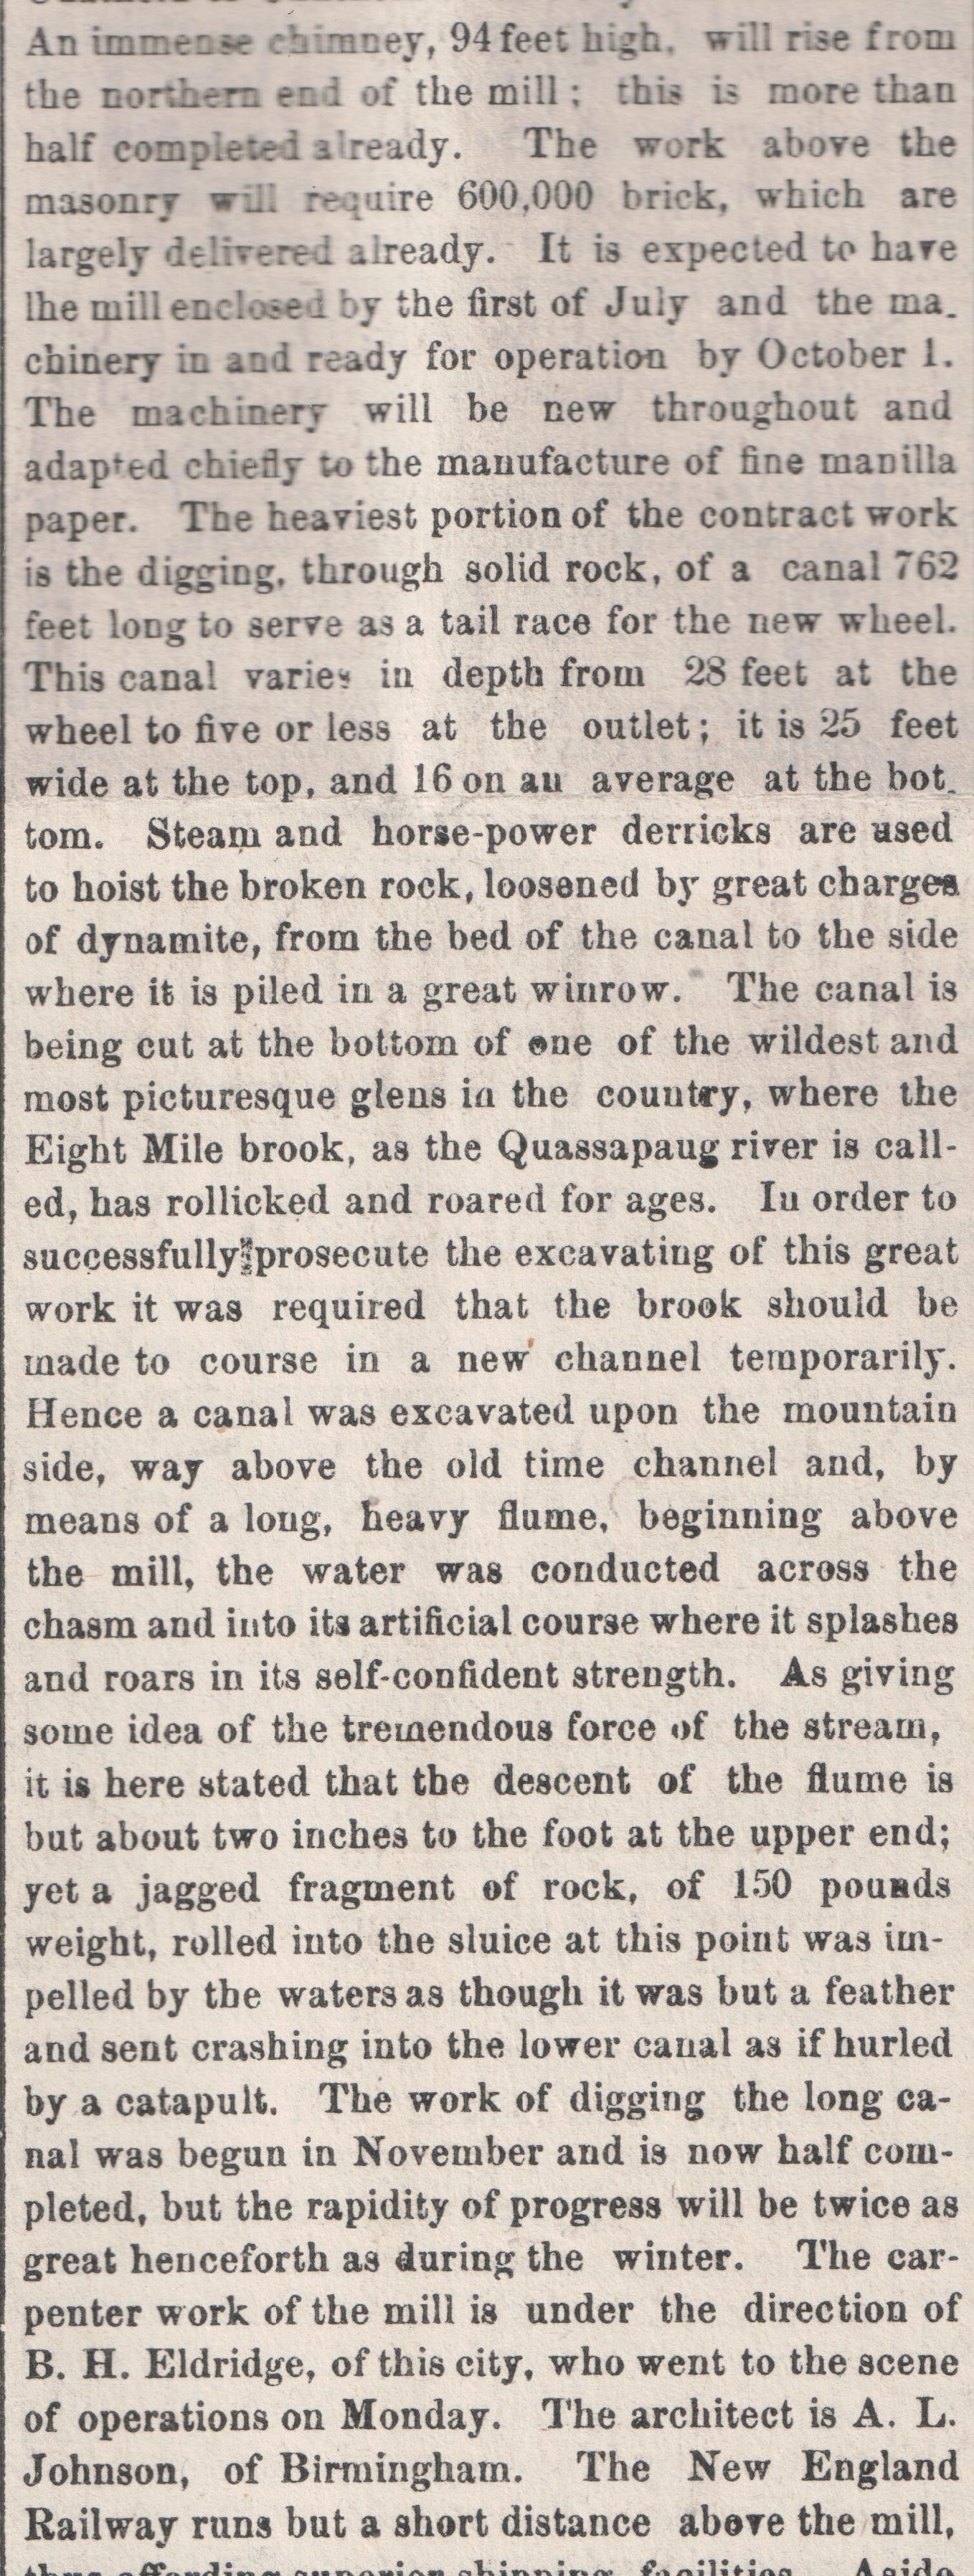 An immense chimney, 94 feet high, will rise from
the northern end of the mill; this is more than
half completed already. The work above the
masonry will require 600,000 brick, which are
largely delivered already. It is expected to have
lhe mill enclosed by the first of July and the ma.
chinery in and ready for operation by October 1.
The machinery will be new throughout and
adapted chiefly to the manufacture of fine manilla
paper. The heaviest portion of the contract work
is the digging, through solid rock, of a canal 762
feet long to serve as a tail race for the new wheel.
This canal varies in depth from 28 feet at the
wheel to five or less at the outlet; it is 25 feet
wide at the top, and 16 on an average at the bot.
tom. Steam and horse-power derricks are used
to hoist the broken rock, loosened by great charges
of dynamite, from the bed of the canal to the side
where it is piled in a great winrow. The canal is
being cut at the bottom of one of the wildest and
most picturesque glens in the country, where the
Eight Mile brook, as the Quassapaug river is call-
ed, has rollicked and roared for ages. In order to
successfully prosecute the excavating of this great
work it was required that the brook should be
made to course in a new channel temporarily.
Hence a canal was excavated upon the mountain
side, way above the old time channel and, by
means of a long, heavy flume, beginning above
the mill, the water was conducted across the
chasm and into its artificial course where it splashes
and roars in its self-confident strength. As giving
some idea of the tremendous force of the stream,
it is here stated that the descent of the flume is
but about two inches to the foot at the upper end;
yet a jagged fragment of rock, of 150 pounds
weight, rolled into the sluice at this point was im-
pelled by the waters as though it was but a feather
and sent crashing into the lower canal as if hurled
by a catapult. The work of digging the long ca-
nal was begun in November and is now half com-
pleted, but the rapidity of progress will be twice as
great henceforth as during the winter. The car-
penter work of the mill is under the direction of
B. H. Eldridge, of this city, who went to the scene
of operations on Monday. The architect is A. L.
Johnson, of Birmingham. The New England
Railway runs but a short distance above the mill,
thus affording superior shipping facilities. Aside